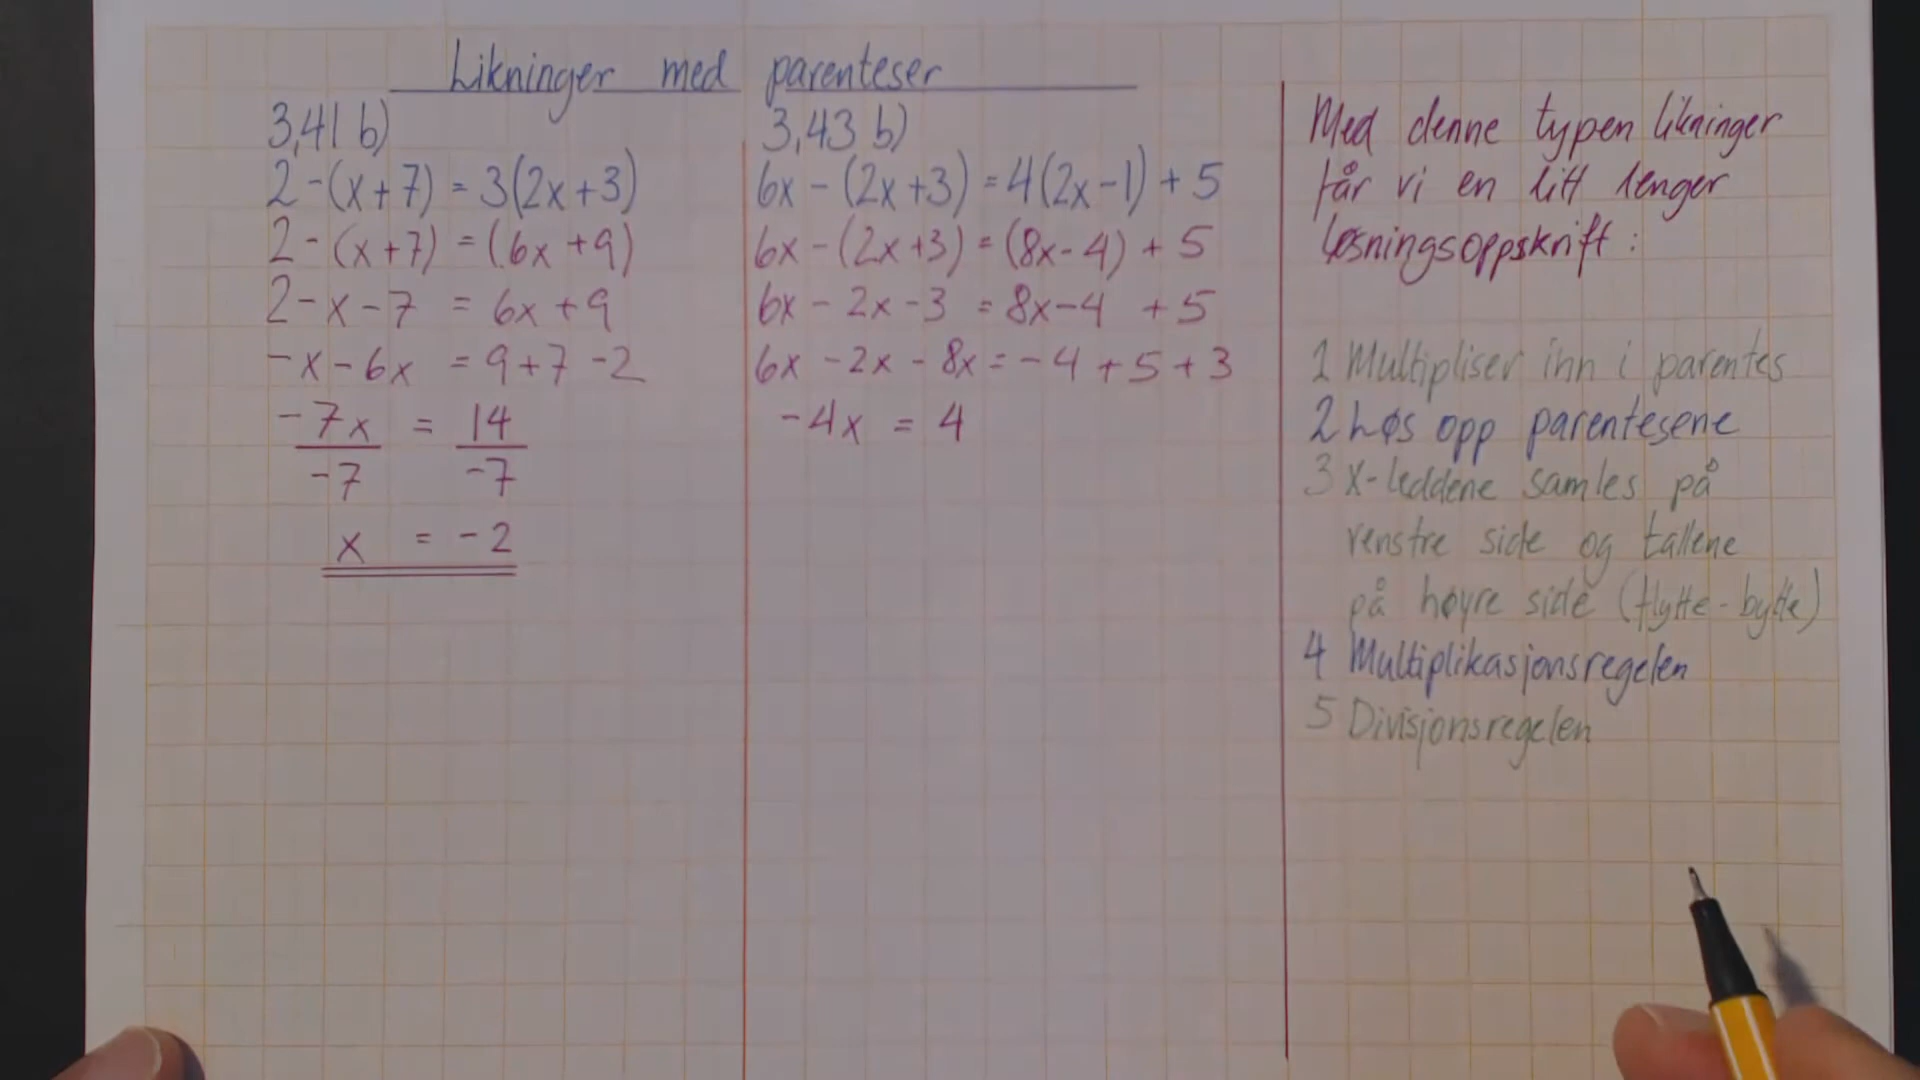 Likninger med parenteser
3,41 b)
2-(x+7) = 3(2x+3)
2-(x+7) = (6x+9)
2-x-7 = 6x+9
-x-6x = 9+7-2
-7x = 14
-7 -7
x = -2
3,43 b)
6x-(2x+3) = 4(2x-1)+5
6x-(2x+3) = (8x-4)+5
6x-2x-3 = 8x-4 +5
6x-2x-8x = -4+5+3
-4x = 4
Med denne typen likninger
får vi en litt lenger
løsningsoppskrift:
1 Multipliser inn i parentes
2 Løs opp parentesene
3 x-leddene samles på
venstre side og tallene
på høyre side (flytte-bytte)
4 Multiplikasjonsregelen
5 Divisjonsregelen